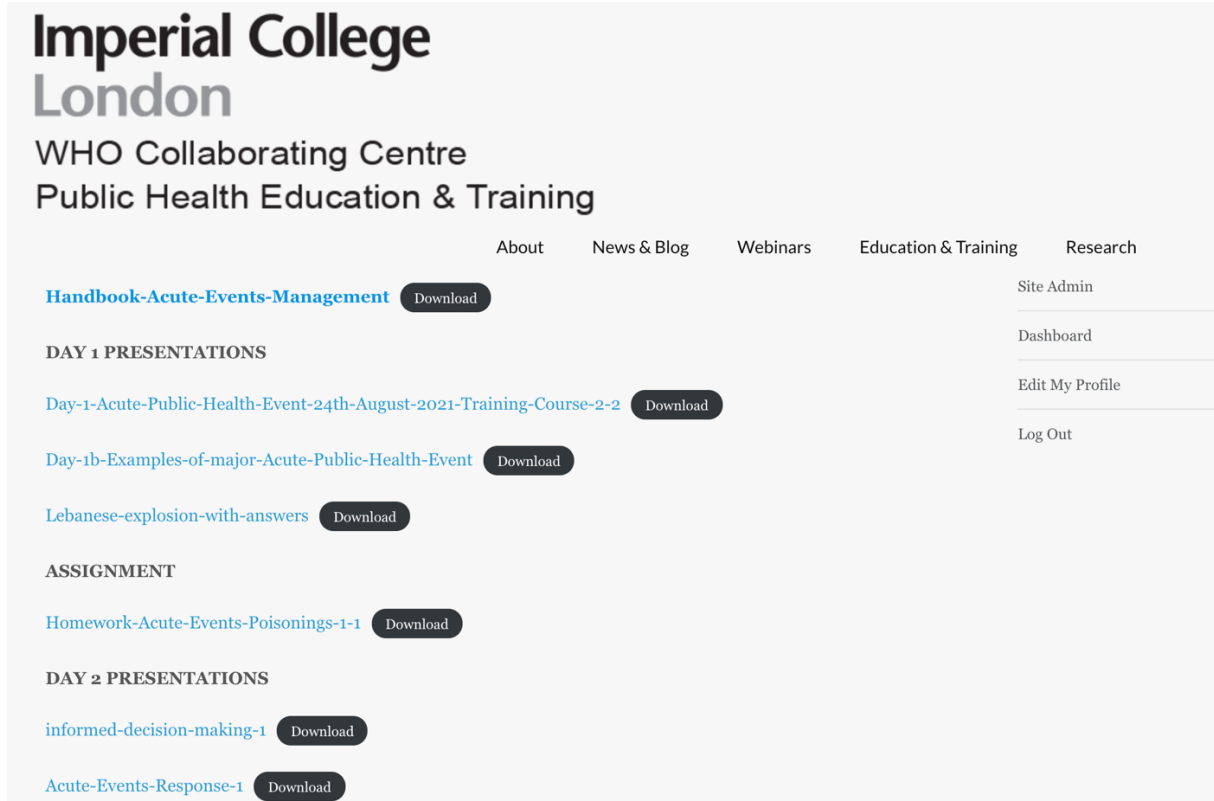 Imperial College
London
WHO Collaborating Centre
Public Health Education & Training
About News & Blog Webinars Education & Training Research
Handbook-Acute-Events-Management Download
DAY 1 PRESENTATIONS
Day-1-Acute-Public-Health-Event-24th-August-2021-Training-Course-2-2 Download
Day-1b-Examples-of-major-Acute-Public-Health-Event Download
Lebanese-explosion-with-answers Download
ASSIGNMENT
Homework-Acute-Events-Poisonings-1-1 Download
DAY 2 PRESENTATIONS
informed-decision-making-1 Download
Acute-Events-Response-1 Download
Site Admin
Dashboard
Edit My Profile
Log Out